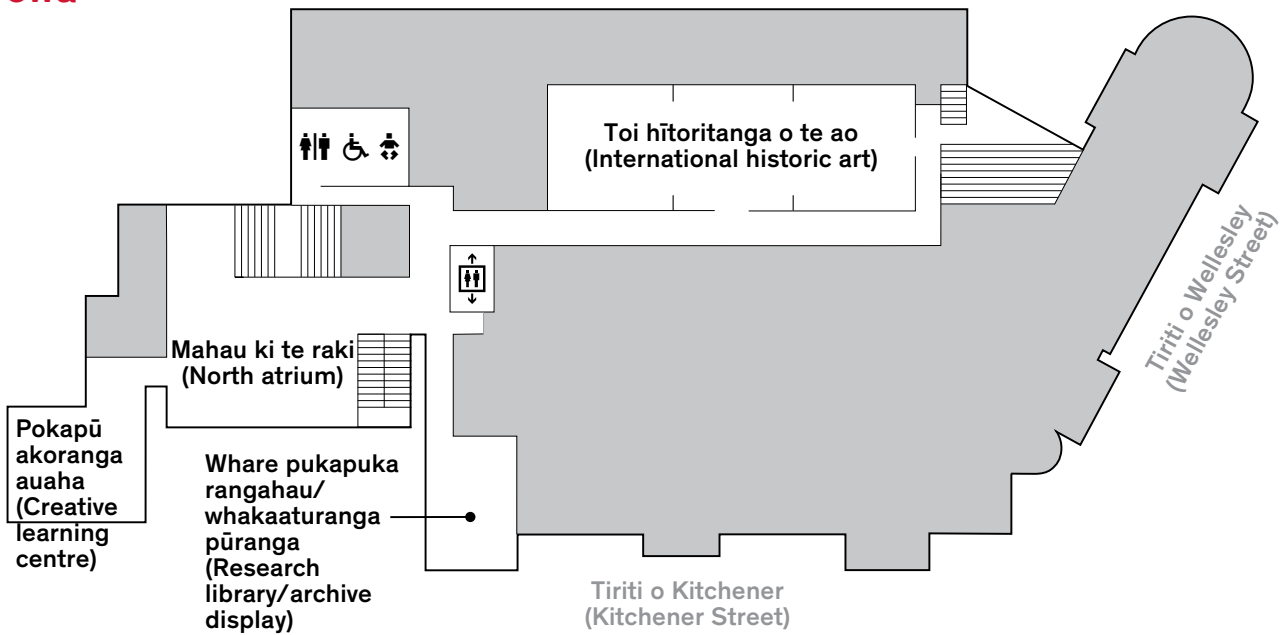 Toi hītoritanga o te ao
(International historic art)
Tiriti o Wellesley
(Wellesley Street)
Mahau ki te raki
(North atrium)
Pokapū
akoranga
auaha
(Creative
learning
centre)
Whare pukapuka
rangahau/
whakaaturanga
pūranga
(Research
library/archive
display)
Tiriti o Kitchener
(Kitchener Street)